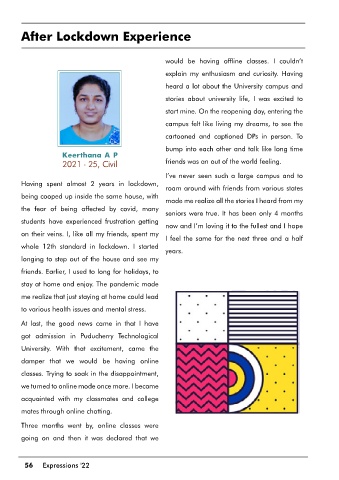 After Lockdown Experience
Keerthana A P
2021 - 25, Civil
Having spent almost 2 years in lockdown,
being cooped up inside the same house, with
the fear of being affected by covid, many
students have experienced frustration getting
on their veins. I, like all my friends, spent my
whole 12th standard in lockdown. I started
longing to step out of the house and see my
friends. Earlier, I used to long for holidays, to
stay at home and enjoy. The pandemic made
me realize that just staying at home could lead
to various health issues and mental stress.
At last, the good news came in that I have
got admission in Puducherry Technological
University. With that excitement, came the
damper that we would be having online
classes. Trying to soak in the disappointment,
we turned to online mode once more. I became
acquainted with my classmates and college
mates through online chatting.
Three months went by, online classes were
going on and then it was declared that we
would be having offline classes. I couldn't
explain my enthusiasm and curiosity. Having
heard a lot about the University campus and
stories about university life, I was excited to
start mine. On the reopening day, entering the
campus felt like living my dreams, to see the
cartooned and captioned DPs in person. To
bump into each other and talk like long time
friends was an out of the world feeling.
I've never seen such a large campus and to
roam around with friends from various states
made me realize all the stories I heard from my
seniors were true. It has been only 4 months
now and I'm loving it to the fullest and I hope
I feel the same for the next three and a half
years.
56 Expressions '22